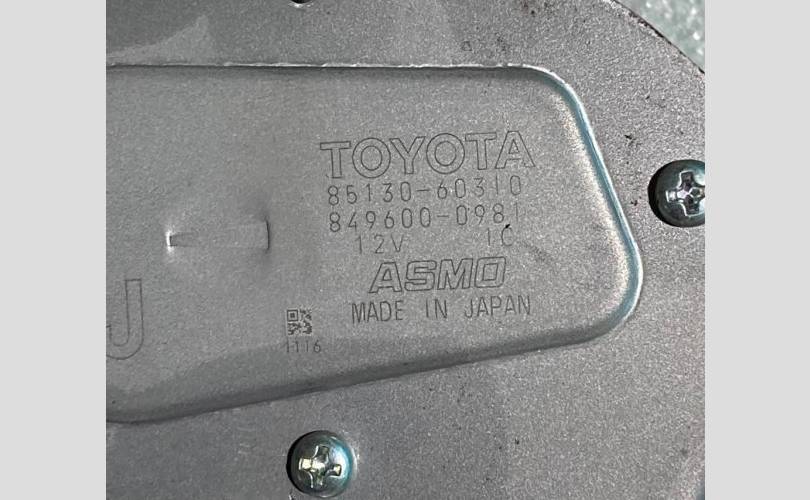 TOYOTA
85130-60310
849600-0981
12V 1C
ASMO
MADE IN JAPAN
J
1116